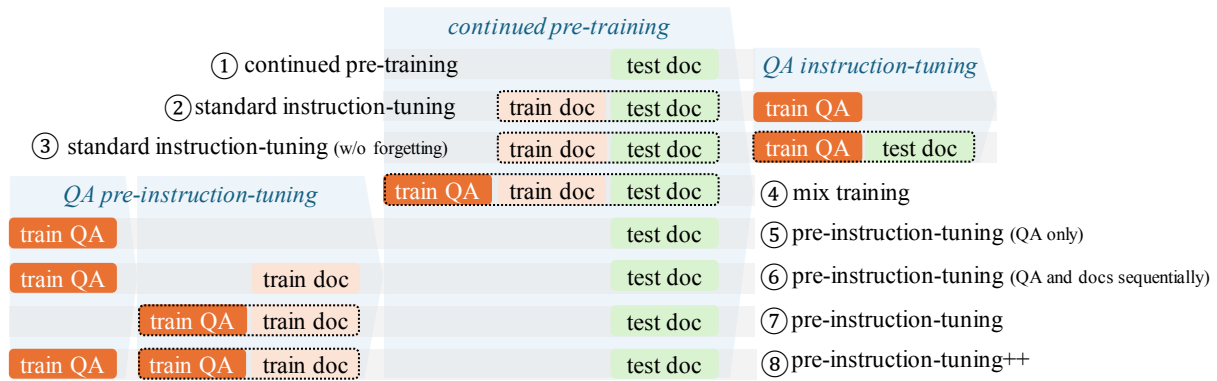 continued pre-training
① continued pre-training test doc QA instruction-tuning
② standard instruction-tuning train doc test doc train QA
③ standard instruction-tuning (w/o forgetting) train doc test doc train QA test doc
QA pre-instruction-tuning train QA train doc test doc ④ mix training
train QA test doc ⑤ pre-instruction-tuning (QA only)
train QA train doc test doc ⑥ pre-instruction-tuning (QA and docs sequentially)
train QA train doc test doc ⑦ pre-instruction-tuning
train QA train QA train doc test doc ⑧ pre-instruction-tuning++